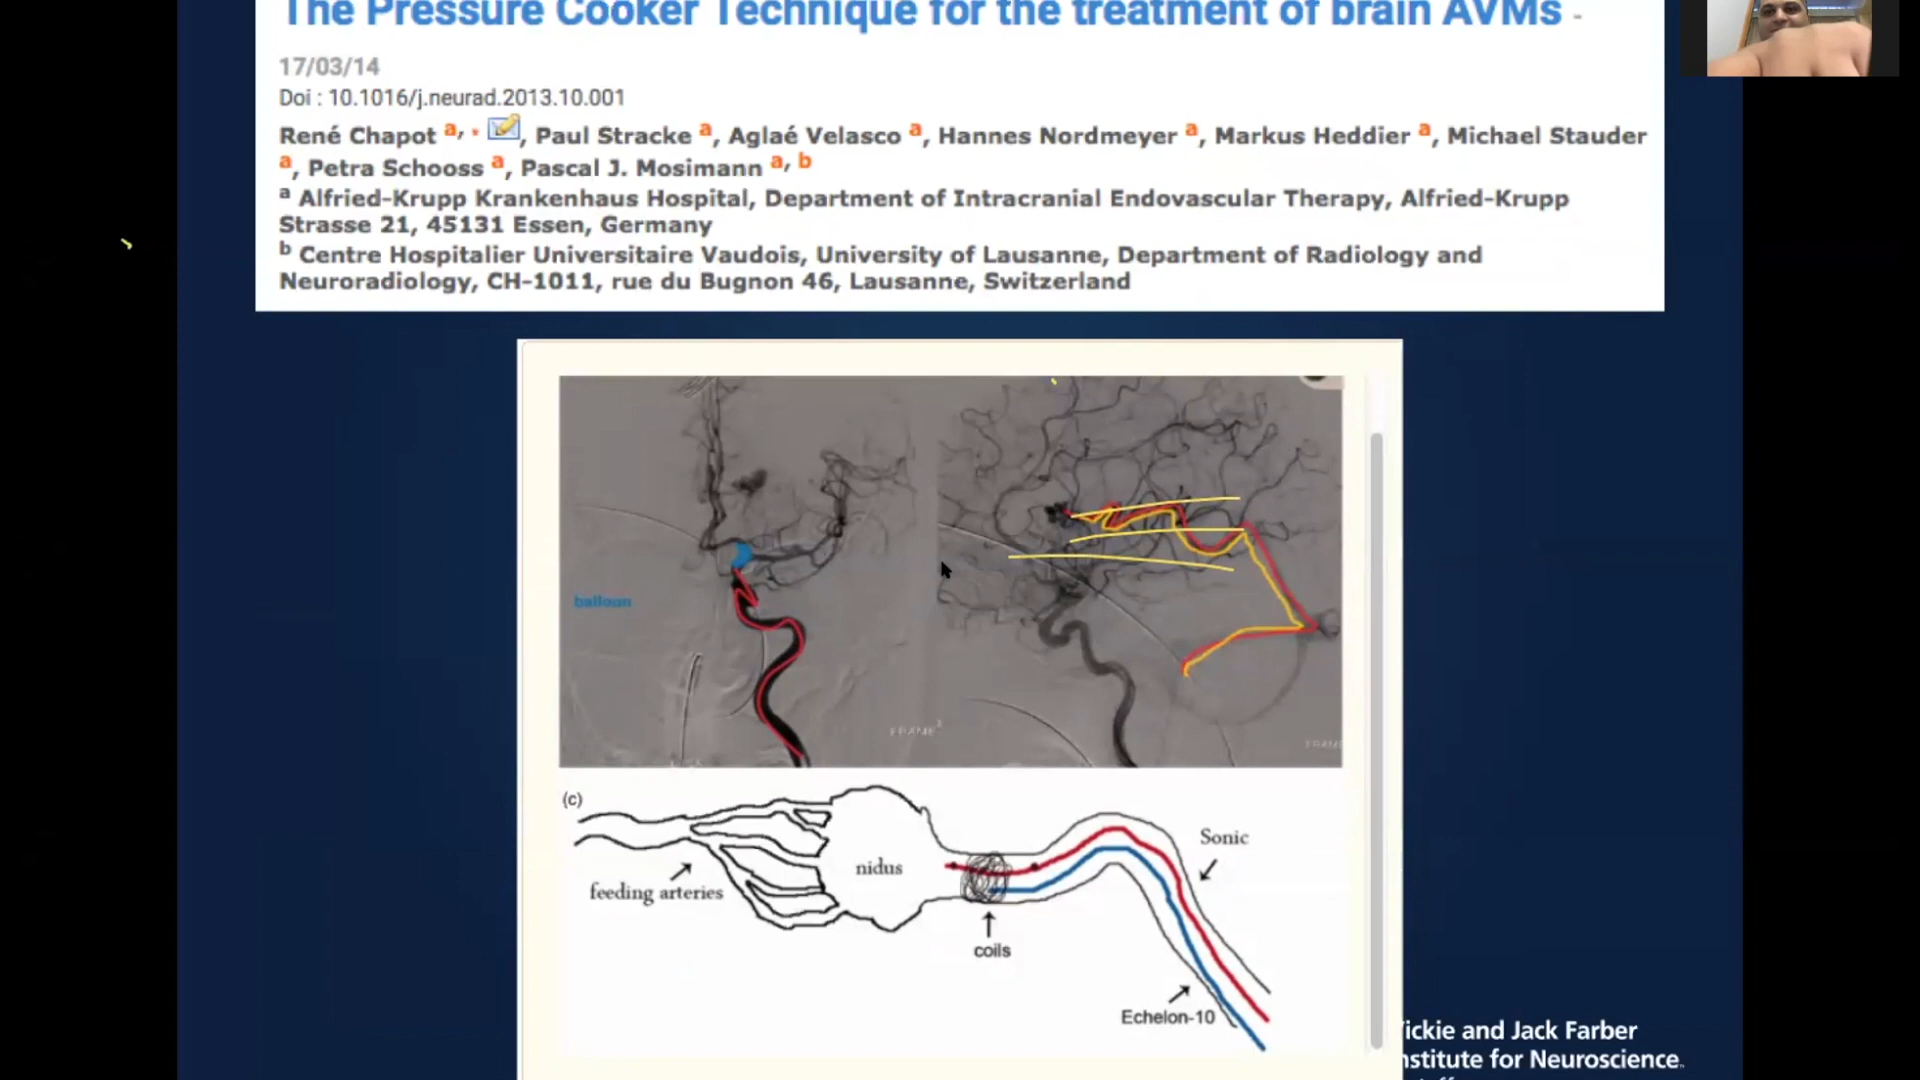 The Pressure Cooker Technique for the treatment of brain AVMs -
17/03/14
Doi : 10.1016/j.neurad.2013.10.001
René Chapot a, *, Paul Stracke a, Aglaé Velasco a, Hannes Nordmeyer a, Markus Heddier a, Michael Stauder
a, Petra Schooss a, Pascal J. Mosimann a, b
a Alfried-Krupp Krankenhaus Hospital, Department of Intracranial Endovascular Therapy, Alfried-Krupp
Strasse 21, 45131 Essen, Germany
b Centre Hospitalier Universitaire Vaudois, University of Lausanne, Department of Radiology and
Neuroradiology, CH-1011, rue du Bugnon 46, Lausanne, Switzerland
balloun
FRAME
FRAME
(c)
Sonic
nidus
feeding arteries
coils
Echelon-10
ickie and Jack Farber
nstitute for Neuroscience